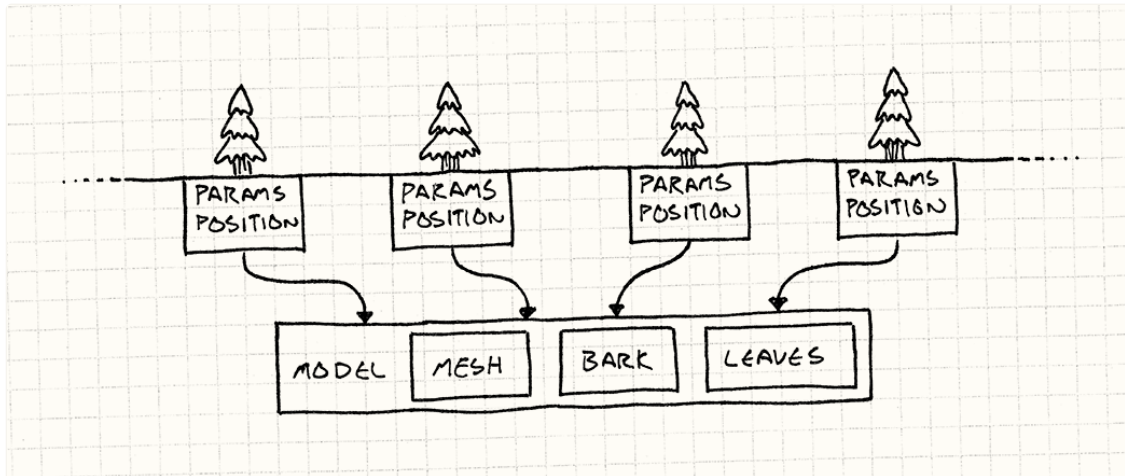 PARAMS
POSITION
PARAMS
POSITION
PARAMS
POSITION
PARAMS
POSITION
MODEL
MESH
BARK
LEAVES